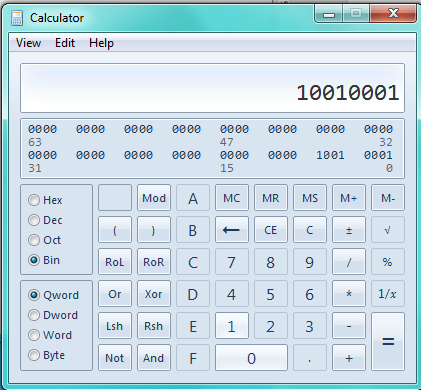 Calculator
View Edit Help
10010001
0000 0000 0000 0000 0000 0000 0000 0000
63 47 32
0000 0000 0000 0000 0000 0000 1001 0001
31 15 0
Hex Mod A MC MR MS M+ M-
Dec ( ) B ← CE C ± √
Oct
Bin RoL RoR C 7 8 9 / %
Qword Or Xor D 4 5 6 * 1/x
Dword
Word Lsh Rsh E 1 2 3 - =
Byte Not And F 0 . +